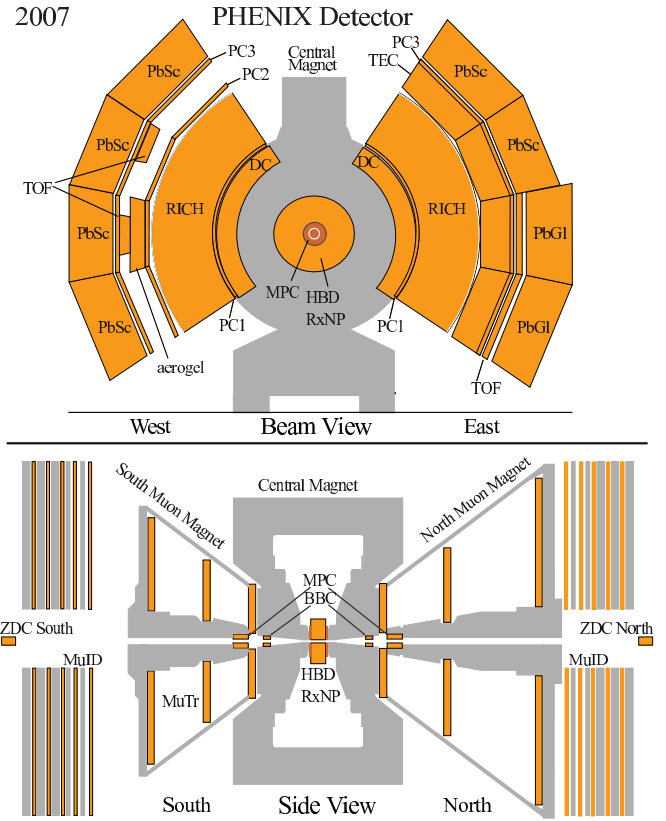 2007
PHENIX Detector
Central
Magnet
PC3
PC2
PC3
TEC
PbSc
PbSc
PbSc
PbSc
DC
DC
TOF
RICH
RICH
PbSc
PbGl
MPC
HBD
RxNP
PbSc
PbGl
PC1
PC1
aerogel
TOF
West
Beam View
East
South Muon Magnet
Central Magnet
North Muon Magnet
MPC
BBC
ZDC South
ZDC North
MuID
MuID
HBD
RxNP
MuTr
South
Side View
North